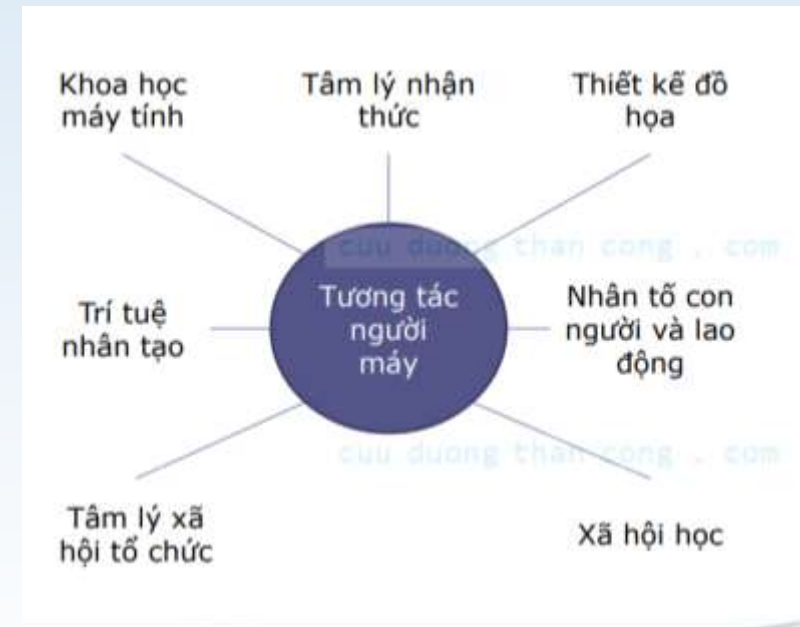 Khoa học
máy tính
Tâm lý nhận
thức
Thiết kế đồ
họa
cuu duong than cong . com
Tương tác
người
máy
Trí tuệ
nhân tạo
Nhân tố con
người và lao
động
cuu duong than cong . com
Tâm lý xã
hội tổ chức
Xã hội học